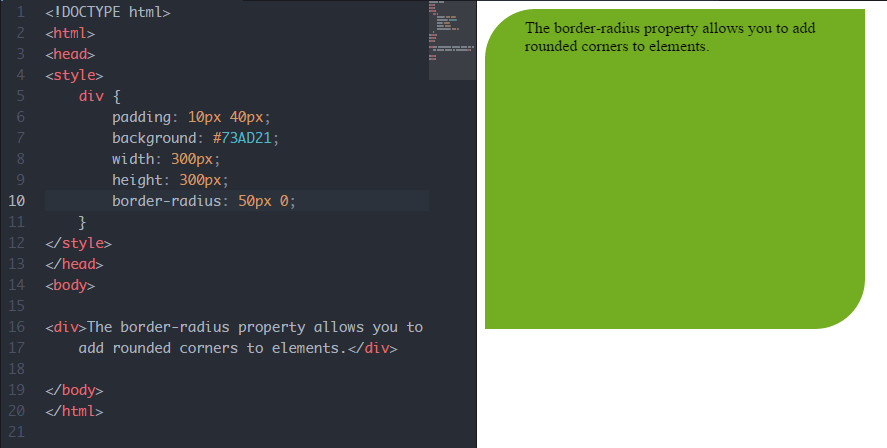 1 <!DOCTYPE html>
2 <html>
3 <head>
4 <style>
5     div {
6         padding: 10px 40px;
7         background: #73AD21;
8         width: 300px;
9         height: 300px;
10         border-radius: 50px 0;
11     }
12 </style>
13 </head>
14 <body>
15
16 <div>The border-radius property allows you to
17     add rounded corners to elements.</div>
18
19 </body>
20 </html>
21
The border-radius property allows you to add
rounded corners to elements.